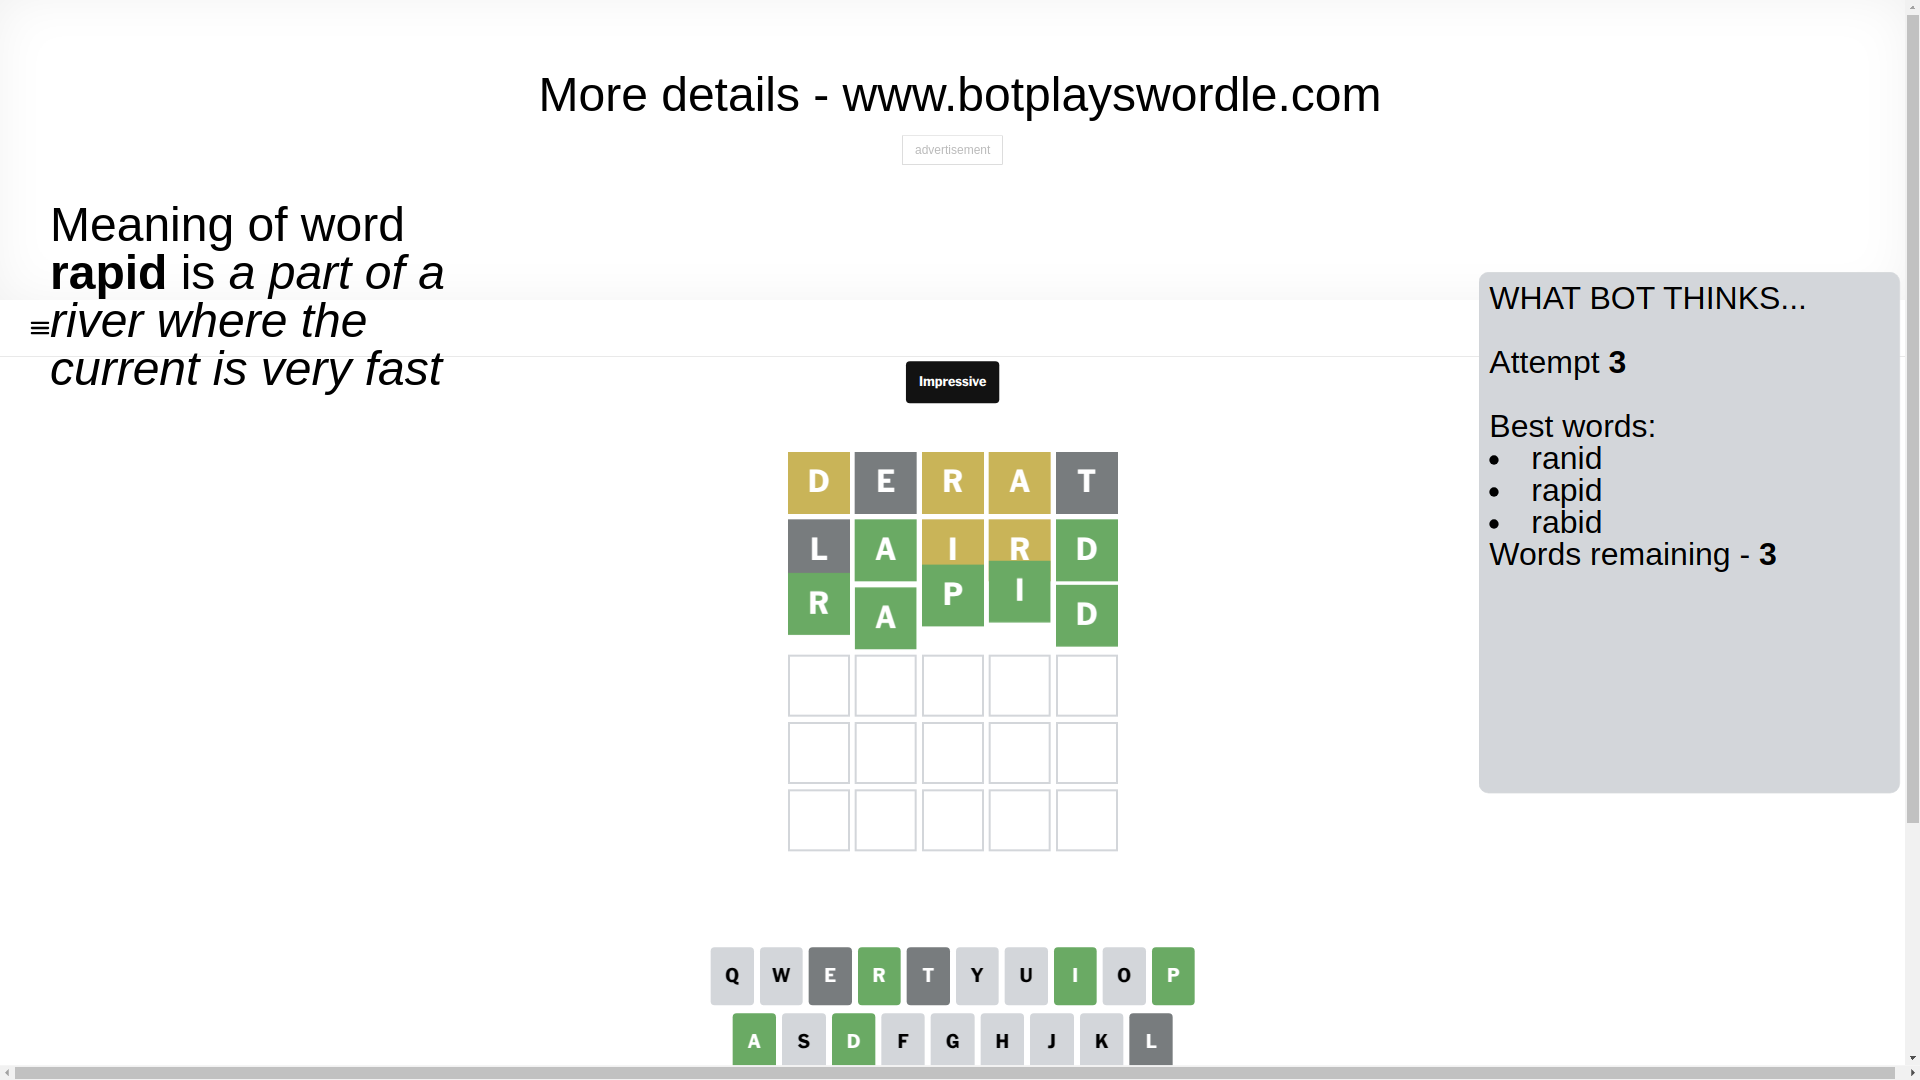 More details - www.botplayswordle.com
advertisement
Meaning of word
rapid is a part of a
river where the
current is very fast
Impressive
WHAT BOT THINKS...
Attempt 3
Best words:
ranid
rapid
rabid
Words remaining - 3
D E R A T
L A I R D
R A P I D
Q W E R T Y U I O P
A S D F G H J K L